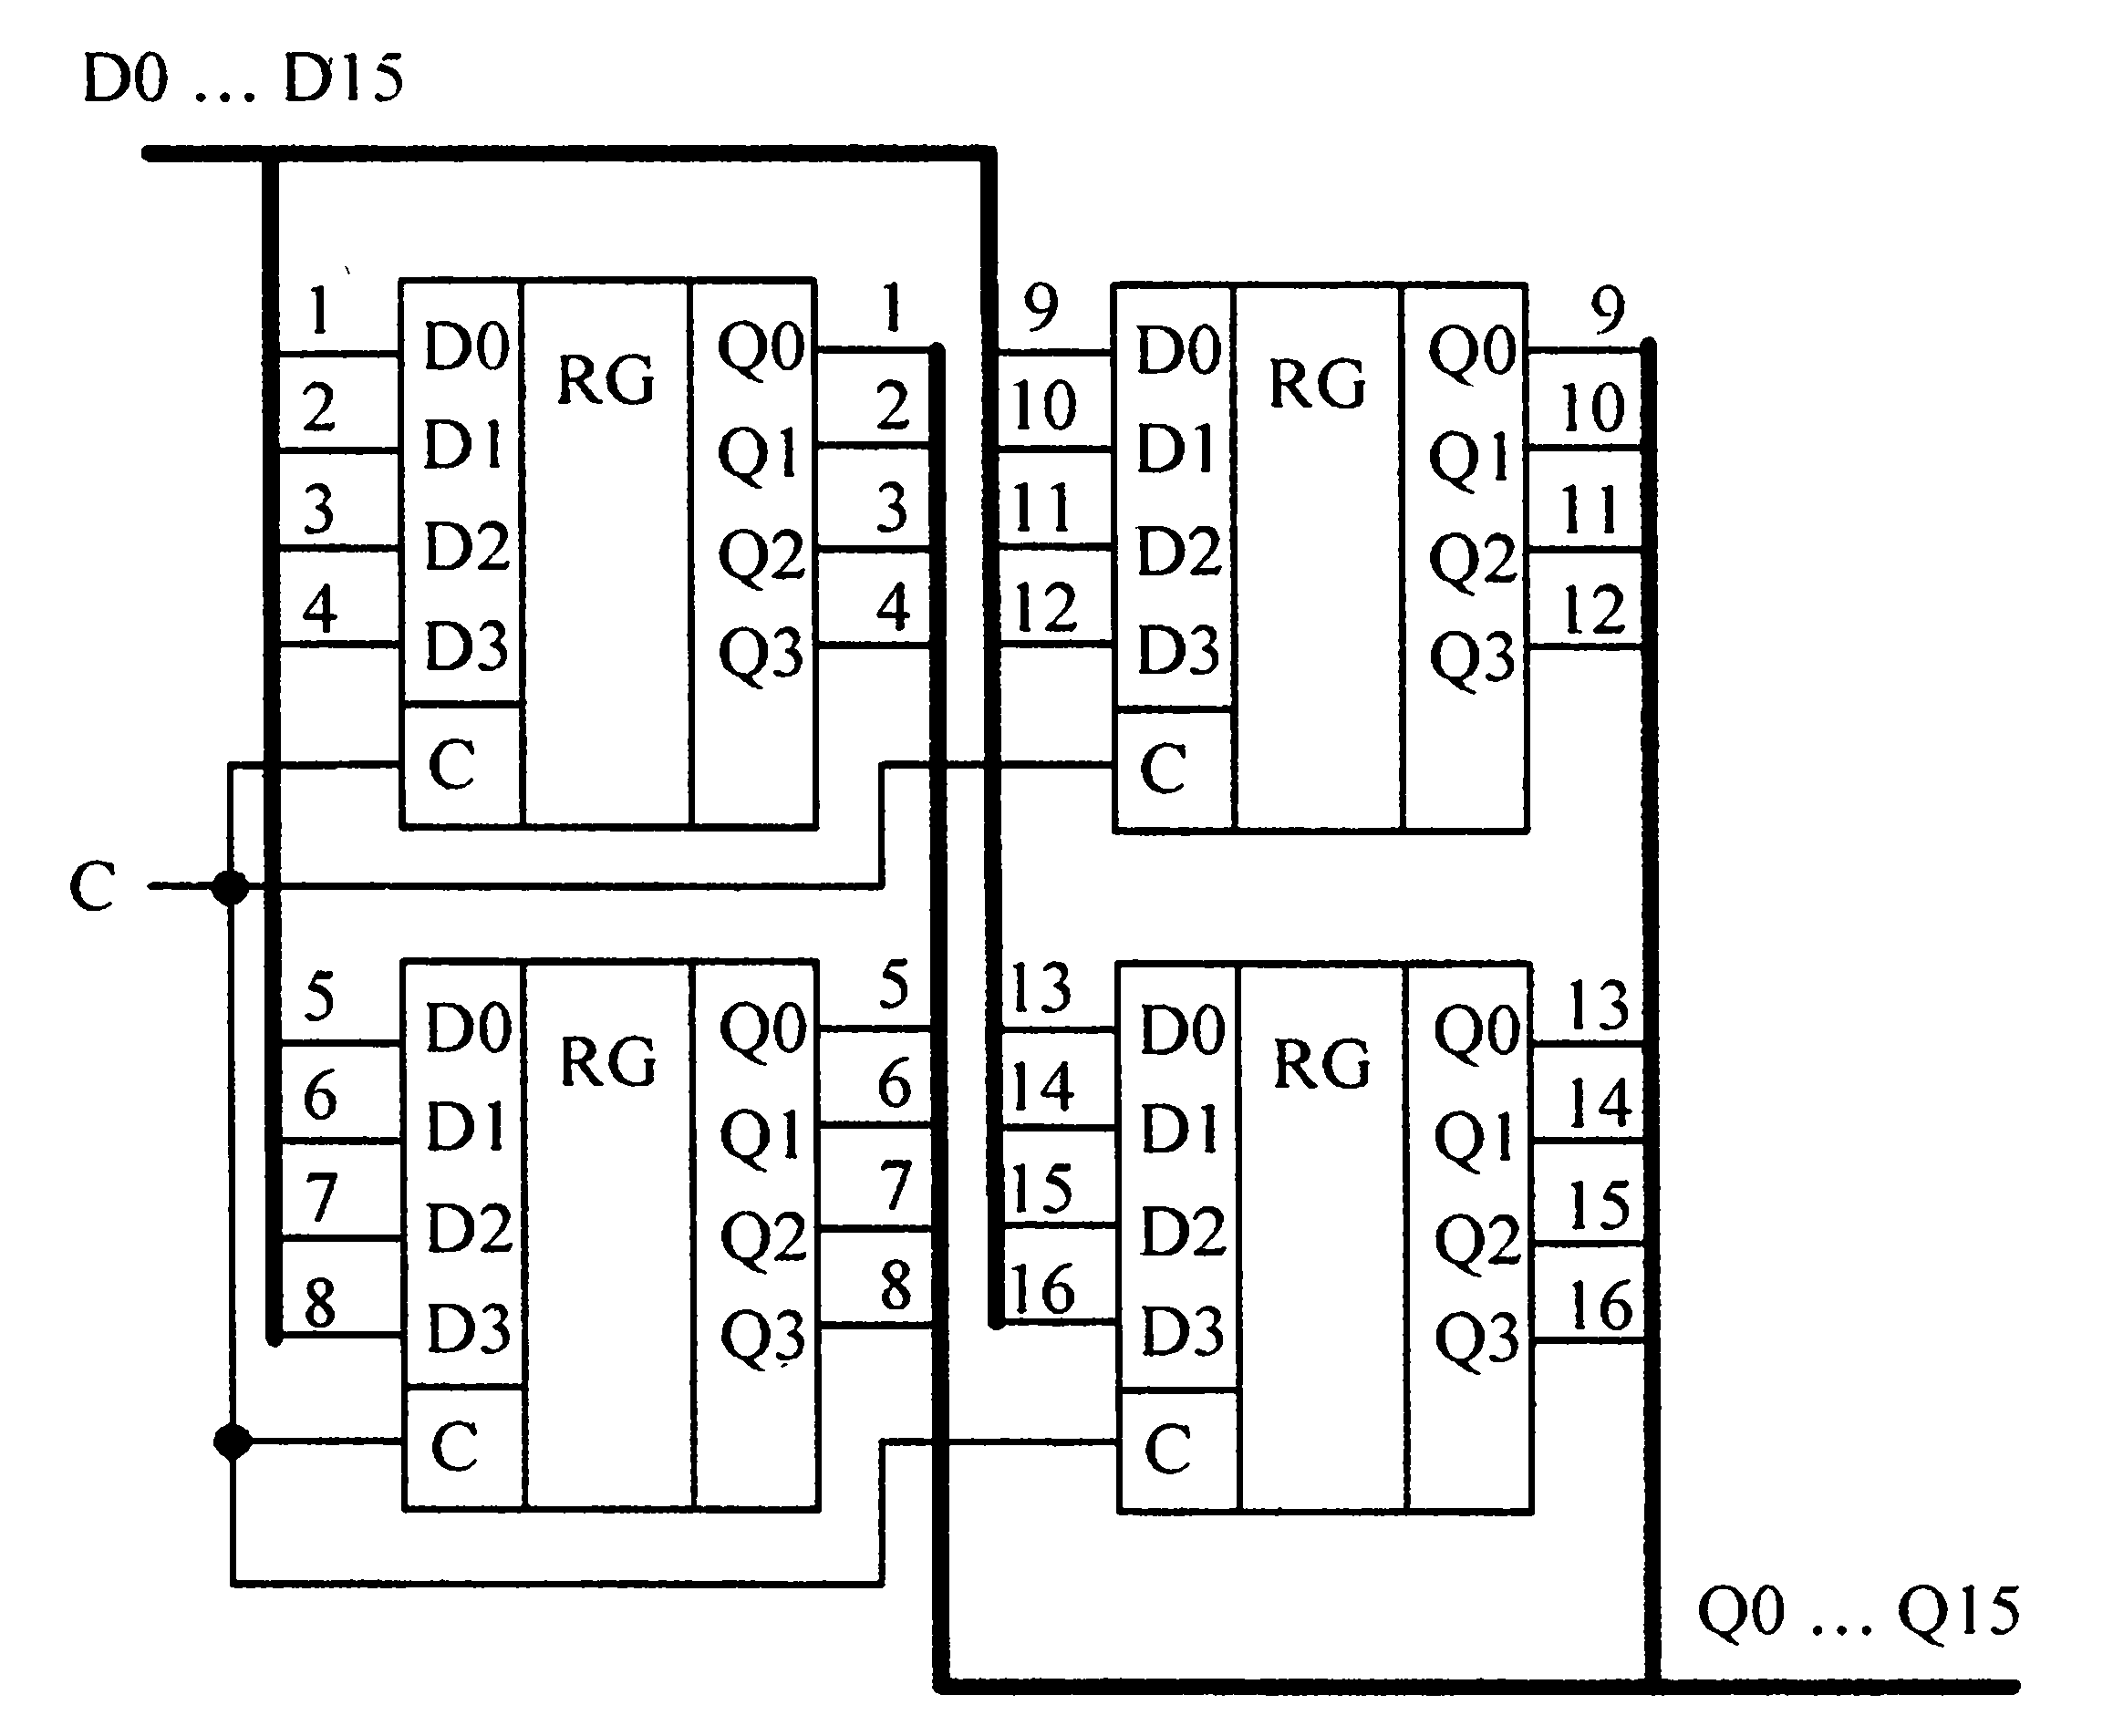 D0 ... D15
1 D0 RG Q0 1
2 D1 Q1 2
3 D2 Q2 3
4 D3 Q3 4
C
9 D0 RG Q0 9
10 D1 Q1 10
11 D2 Q2 11
12 D3 Q3 12
C
C
5 D0 RG Q0 5
6 D1 Q1 6
7 D2 Q2 7
8 D3 Q3 8
C
13 D0 RG Q0 13
14 D1 Q1 14
15 D2 Q2 15
16 D3 Q3 16
C
Q0 ... Q15